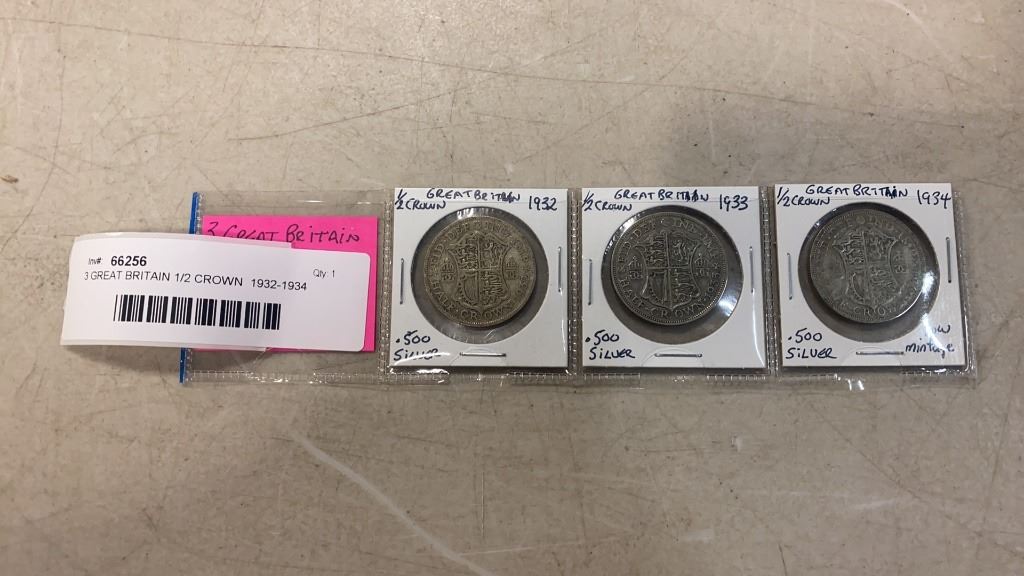 3 GREAT BRITAIN
Inv# 66256
Qty: 1
3 GREAT BRITAIN 1/2 CROWN 1932-1934
1/2 CROWN GREAT BRITAIN 1932
.500
SILVER
1/2 CROWN GREAT BRITAIN 1933
HALF CROWN
.500
SILVER
1/2 CROWN GREAT BRITAIN 1934
.500
SILVER
mintage